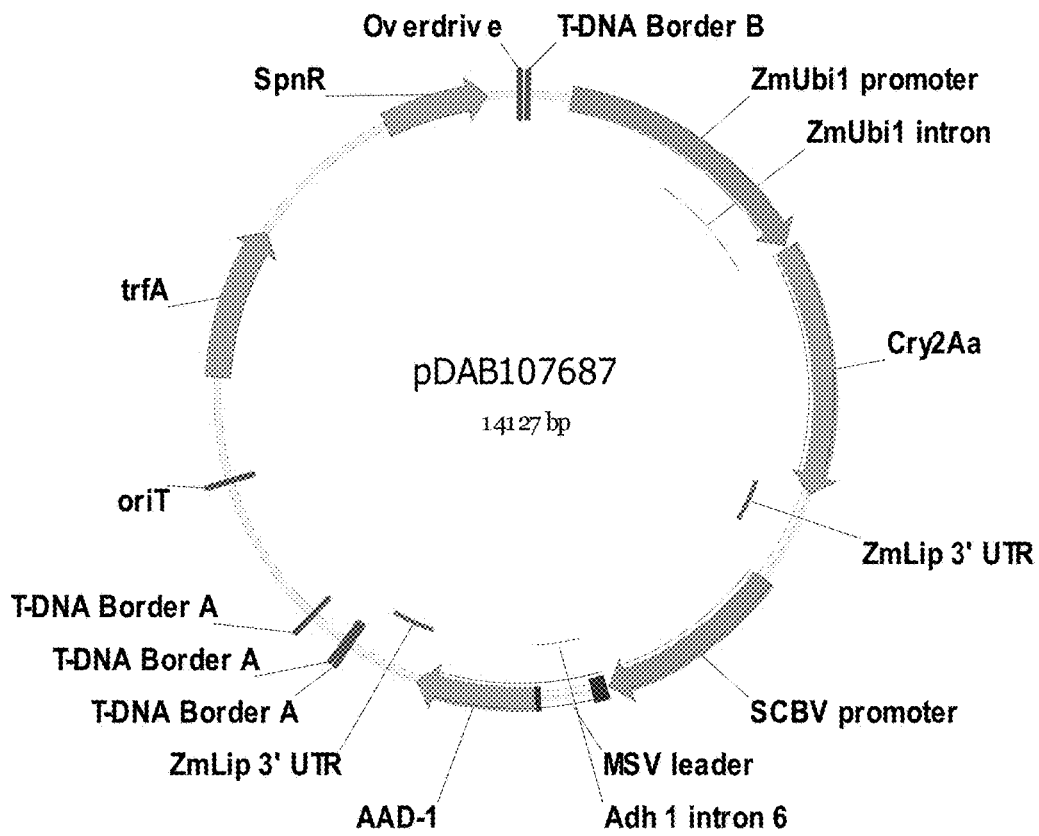 Overdrive
T-DNA Border B
SpnR
ZmUbi1 promoter
ZmUbi1 intron
trfA
Cry2Aa
pDAB107687
14127 bp
oriT
ZmLip 3' UTR
T-DNA Border A
T-DNA Border A
T-DNA Border A
SCBV promoter
ZmLip 3' UTR
MSV leader
AAD-1
Adh 1 intron 6